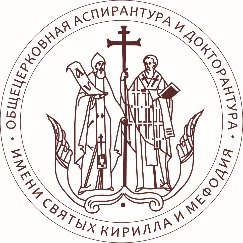 ОБЩЕЦЕРКОВНАЯ АСПИРАНТУРА И ДОКТОРАНТУРА
ИМЕНИ СВЯТЫХ КИРИЛЛА И МЕФОДИЯ